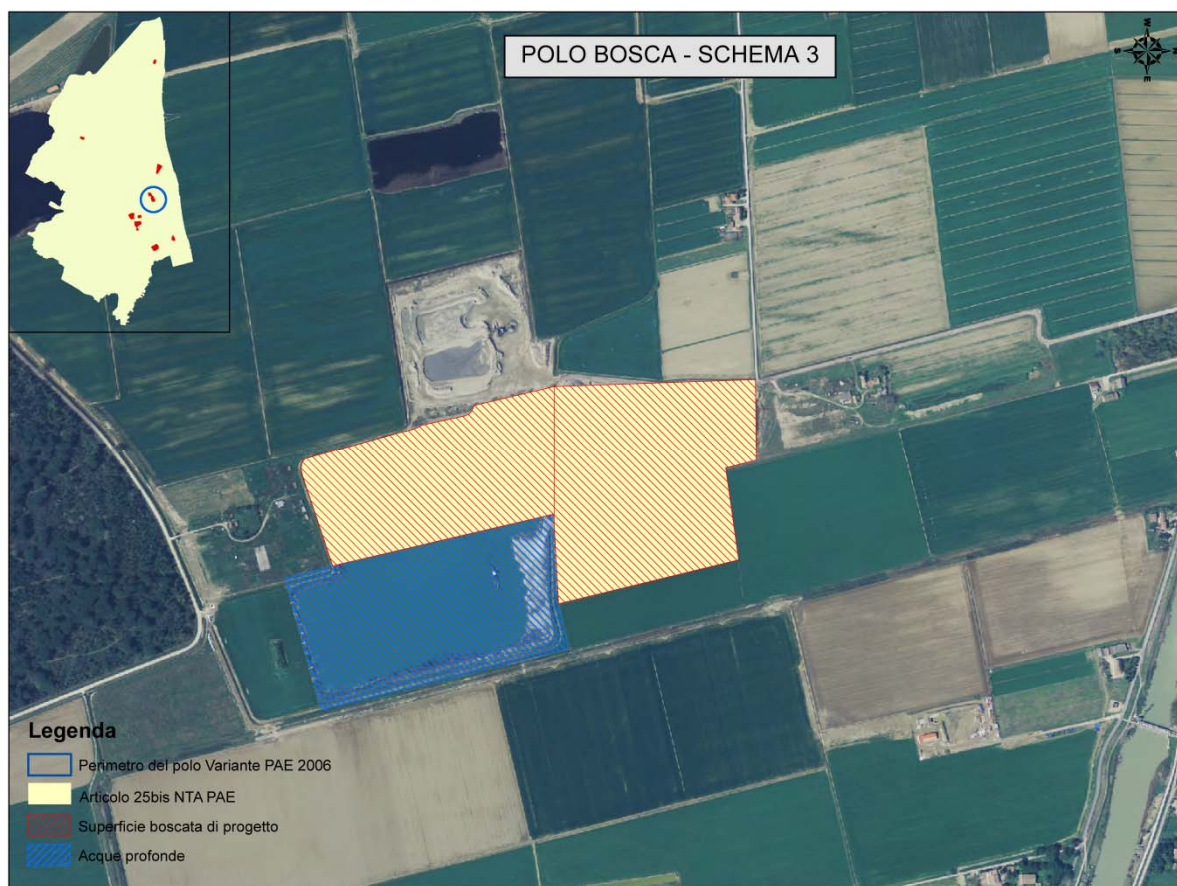 POLO BOSCA - SCHEMA 3
W
S
N
E
Legenda
Perimetro del polo Variante PAE 2006
Articolo 25bis NTA PAE
Superficie boscata di progetto
Acque profonde